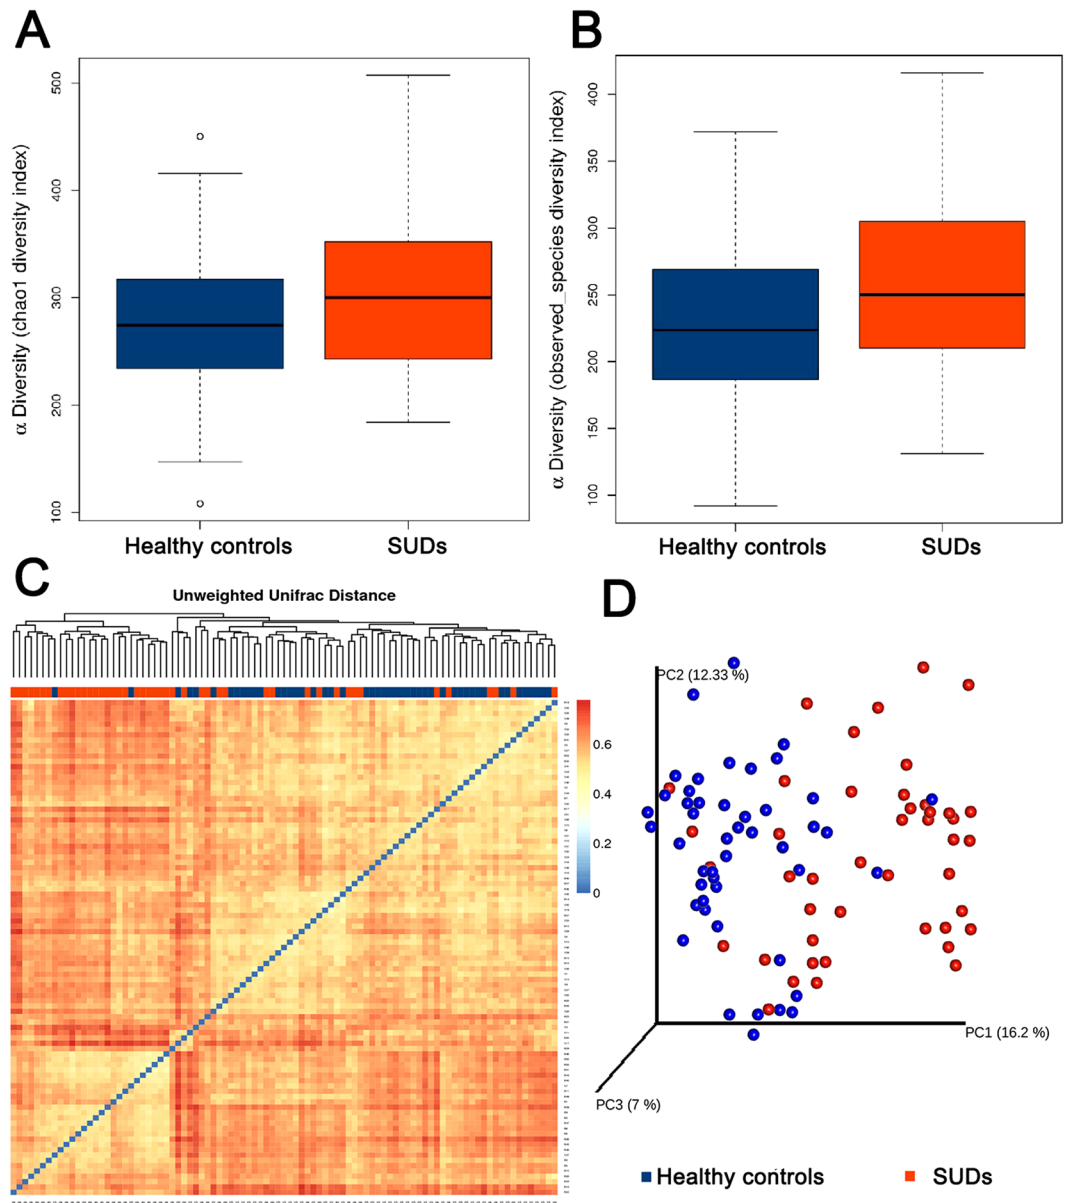 A
B
α Diversity (chao1 diversity index)
500
400
300
200
100
Healthy controls
SUDs
α Diversity (observed_species diversity index)
400
350
300
250
200
150
100
Healthy controls
SUDs
C
Unweighted Unifrac Distance
0.6
0.4
0.2
0
D
PC2 (12.33 %)
PC1 (16.2 %)
PC3 (7 %)
Healthy controls
SUDs